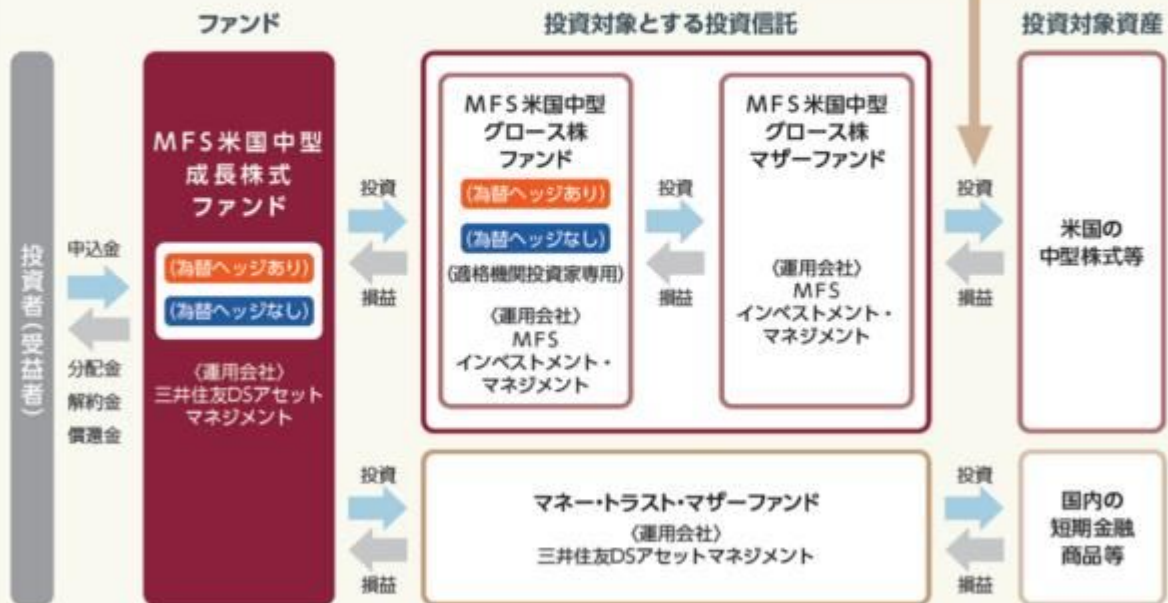 ファンド
投資対象とする投資信託
投資対象資産
投資者(受益者)
申込金
分配金
解約金
償還金
MFS米国中型
成長株式
ファンド
(為替ヘッジあり)
(為替ヘッジなし)
〈運用会社〉
三井住友DSアセット
マネジメント
投資
損益
MFS米国中型
グロース株
ファンド
(為替ヘッジあり)
(為替ヘッジなし)
(適格機関投資家専用)
〈運用会社〉
MFS
インベストメント・
マネジメント
投資
損益
MFS米国中型
グロース株
マザーファンド
〈運用会社〉
MFS
インベストメント・
マネジメント
投資
損益
米国の
中型株式等
投資
損益
マネー・トラスト・マザーファンド
〈運用会社〉
三井住友DSアセットマネジメント
投資
損益
国内の
短期金融
商品等